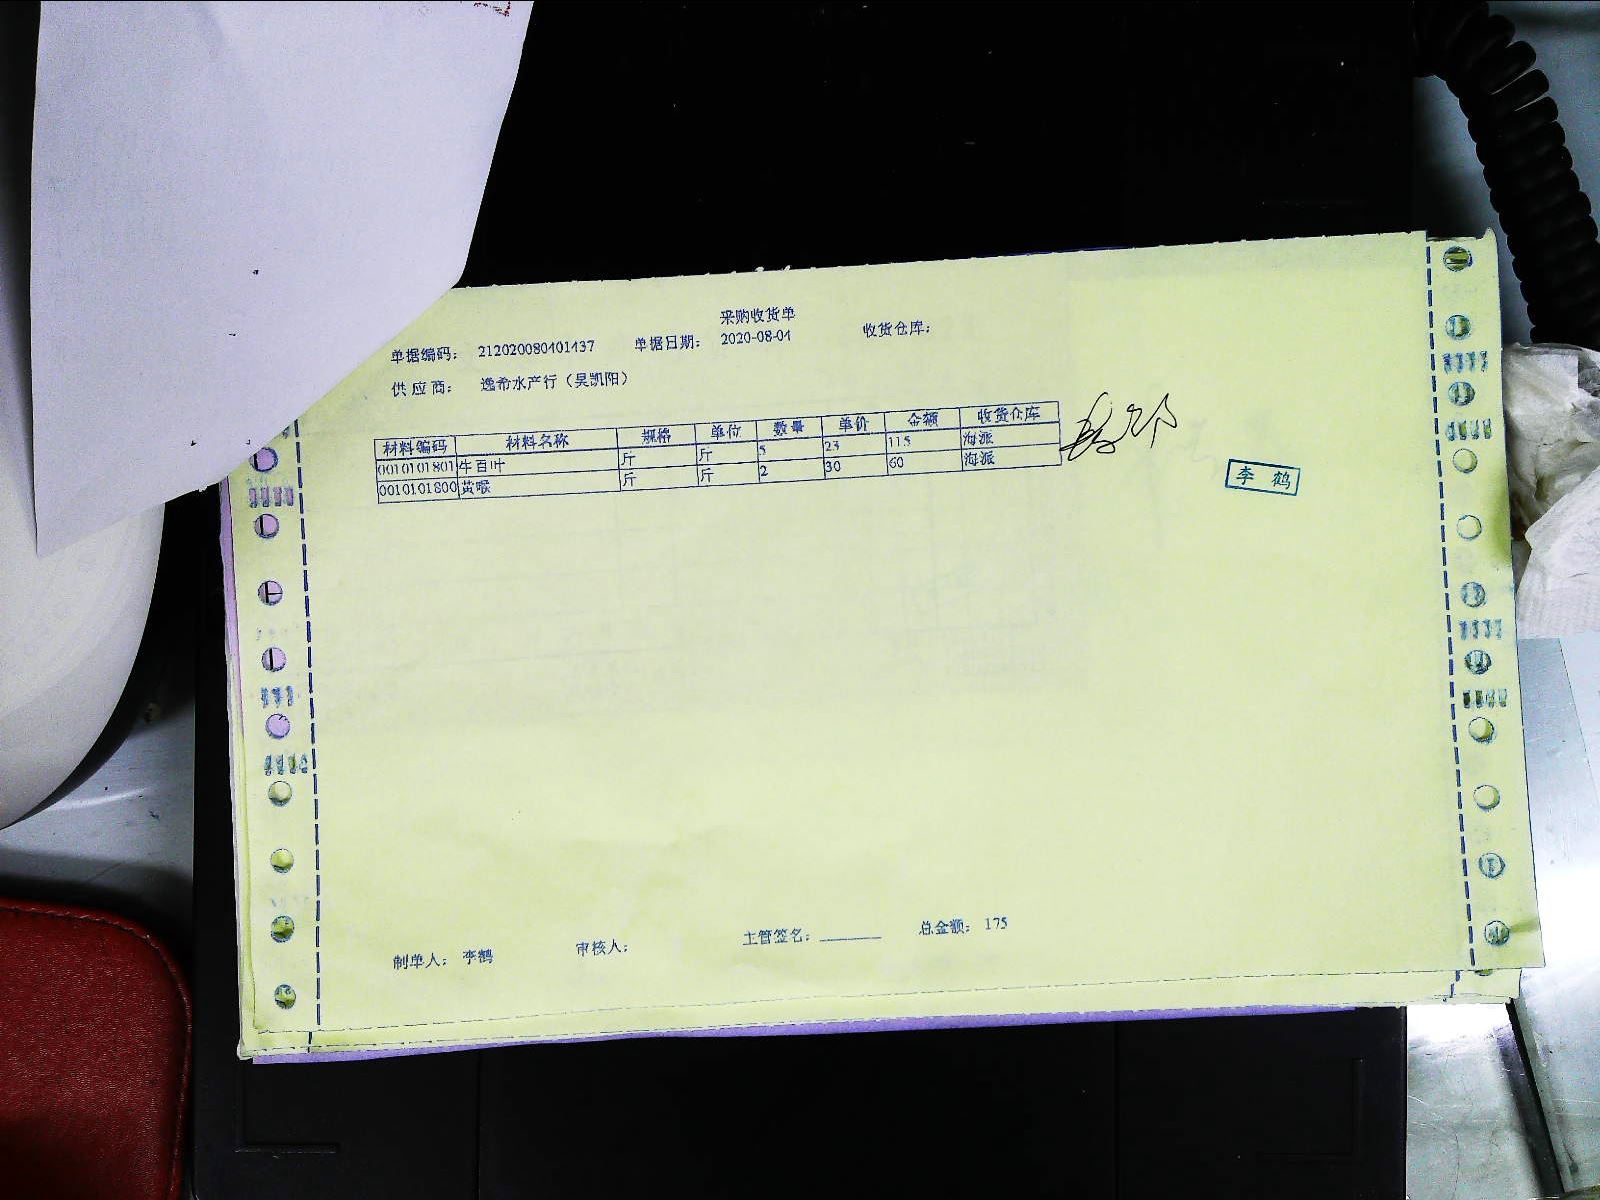 采购收货单
单据编码： 212020080401437 单据日期： 2020-08-04 收货仓库：
供 应 商： 逸希水产行（吴凯阳）
材料编码 材料名称 规格 单位 数量 单价 金额 收货仓库
0010101801 牛百叶 斤 斤 5 23 115 海派
0010101800 黄喉 斤 斤 2 30 60 海派
李 鹤
制单人： 李鹤 审核人： 主管签名： 总金额： 175